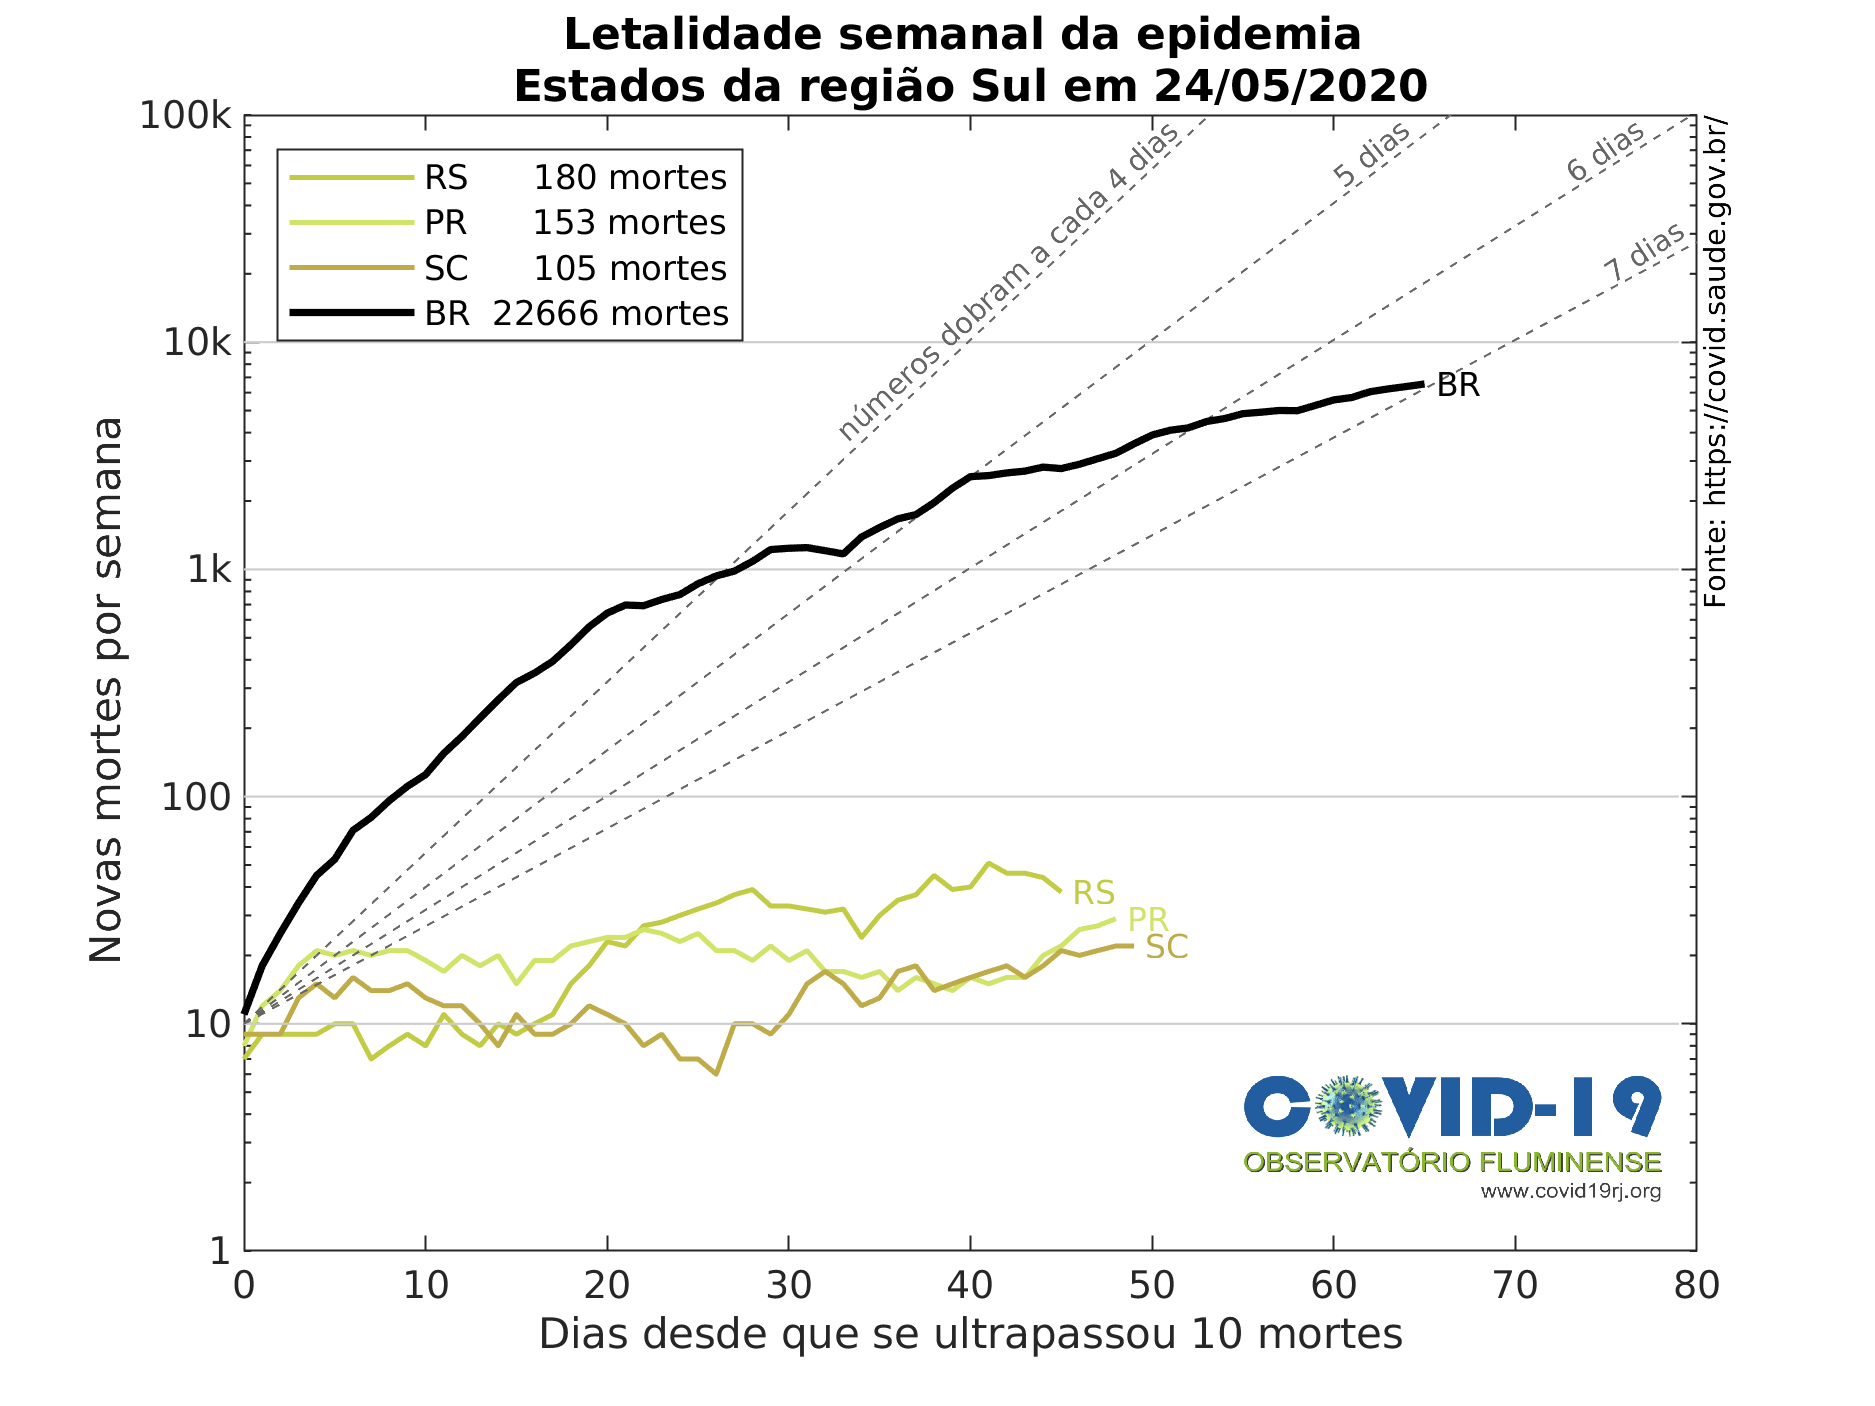 Letalidade semanal da epidemia
Estados da região Sul em 24/05/2020
100k
10k
1k
100
10
1
Novas mortes por semana
RS 180 mortes
PR 153 mortes
SC 105 mortes
BR 22666 mortes
números dobram a cada 4 dias
5 dias
6 dias
7 dias
BR
RS
PR
SC
Fonte: https://covid.saude.gov.br/
COVID-19
OBSERVATÓRIO FLUMINENSE
www.covid19rj.org
0 10 20 30 40 50 60 70 80
Dias desde que se ultrapassou 10 mortes